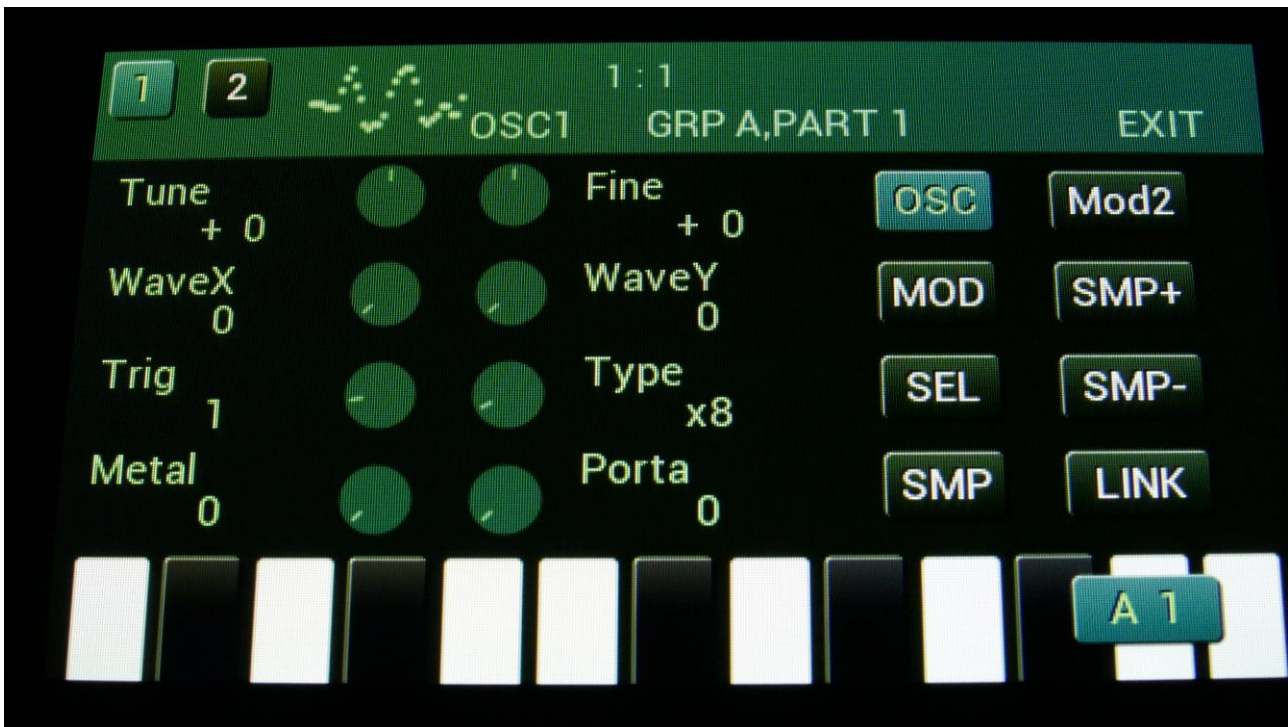 1 2 1 : 1
OSC1 GRP A,PART 1 EXIT
Tune Fine OSC Mod2
+ 0 + 0
WaveX WaveY MOD SMP+
0 0
Trig Type SEL SMP-
1 x8
Metal Porta SMP LINK
0 0
A 1